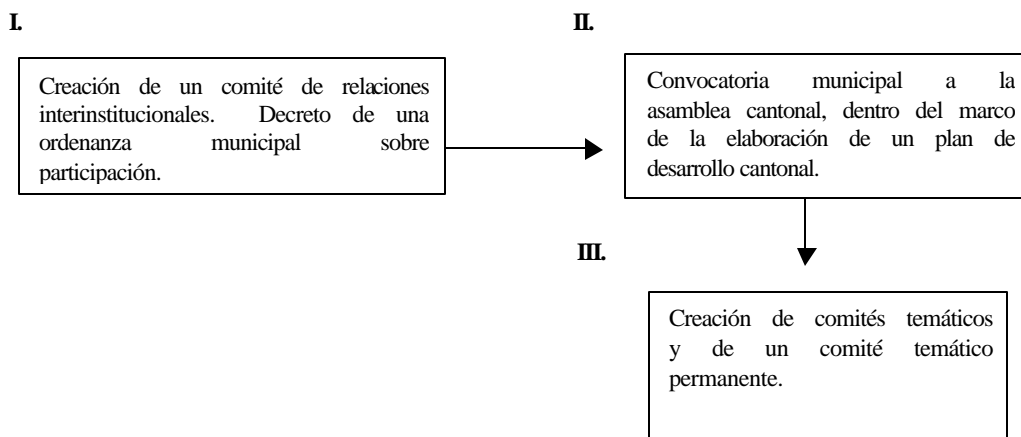 I.
Creación de un comité de relaciones
interinstitucionales. Decreto de una
ordenanza municipal sobre
participación.
II.
Convocatoria municipal a la
asamblea cantonal, dentro del marco
de la elaboración de un plan de
desarrollo cantonal.
III.
Creación de comités temáticos
y de un comité temático
permanente.